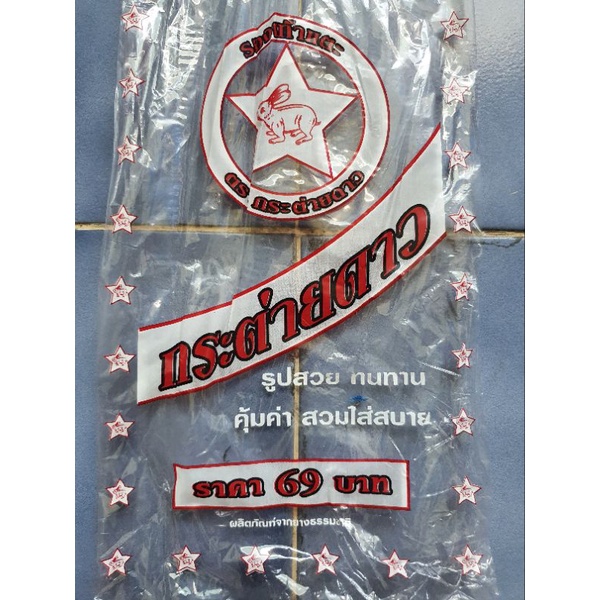 รองเท้าแตะ
ตรา กระต่ายดาว
กระต่ายดาว
รูปสวย ทนทาน
คุ้มค่า สวมใส่สบาย
ราคา 69 บาท
ผลิตภัณฑ์จากยางธรรมชาติ